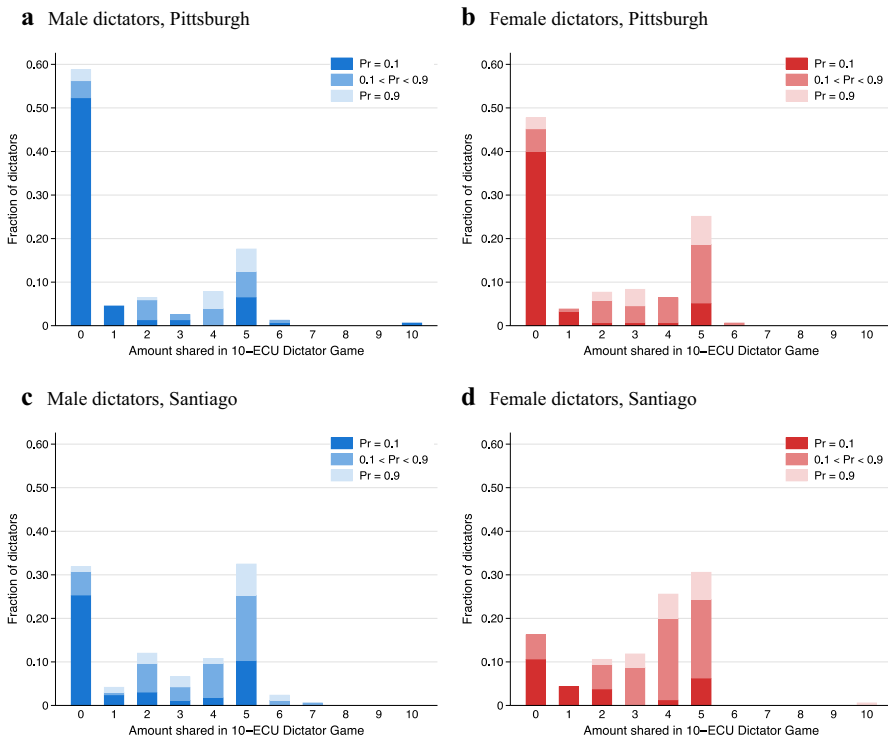 a Male dictators, Pittsburgh
Fraction of dictators
0.60
0.50
0.40
0.30
0.20
0.10
0
Pr = 0.1
0.1 < Pr < 0.9
Pr = 0.9
0 1 2 3 4 5 6 7 8 9 10
Amount shared in 10−ECU Dictator Game
b Female dictators, Pittsburgh
Fraction of dictators
0.60
0.50
0.40
0.30
0.20
0.10
0
Pr = 0.1
0.1 < Pr < 0.9
Pr = 0.9
0 1 2 3 4 5 6 7 8 9 10
Amount shared in 10−ECU Dictator Game
c Male dictators, Santiago
Fraction of dictators
0.60
0.50
0.40
0.30
0.20
0.10
0
Pr = 0.1
0.1 < Pr < 0.9
Pr = 0.9
0 1 2 3 4 5 6 7 8 9 10
Amount shared in 10−ECU Dictator Game
d Female dictators, Santiago
Fraction of dictators
0.60
0.50
0.40
0.30
0.20
0.10
0
Pr = 0.1
0.1 < Pr < 0.9
Pr = 0.9
0 1 2 3 4 5 6 7 8 9 10
Amount shared in 10−ECU Dictator Game